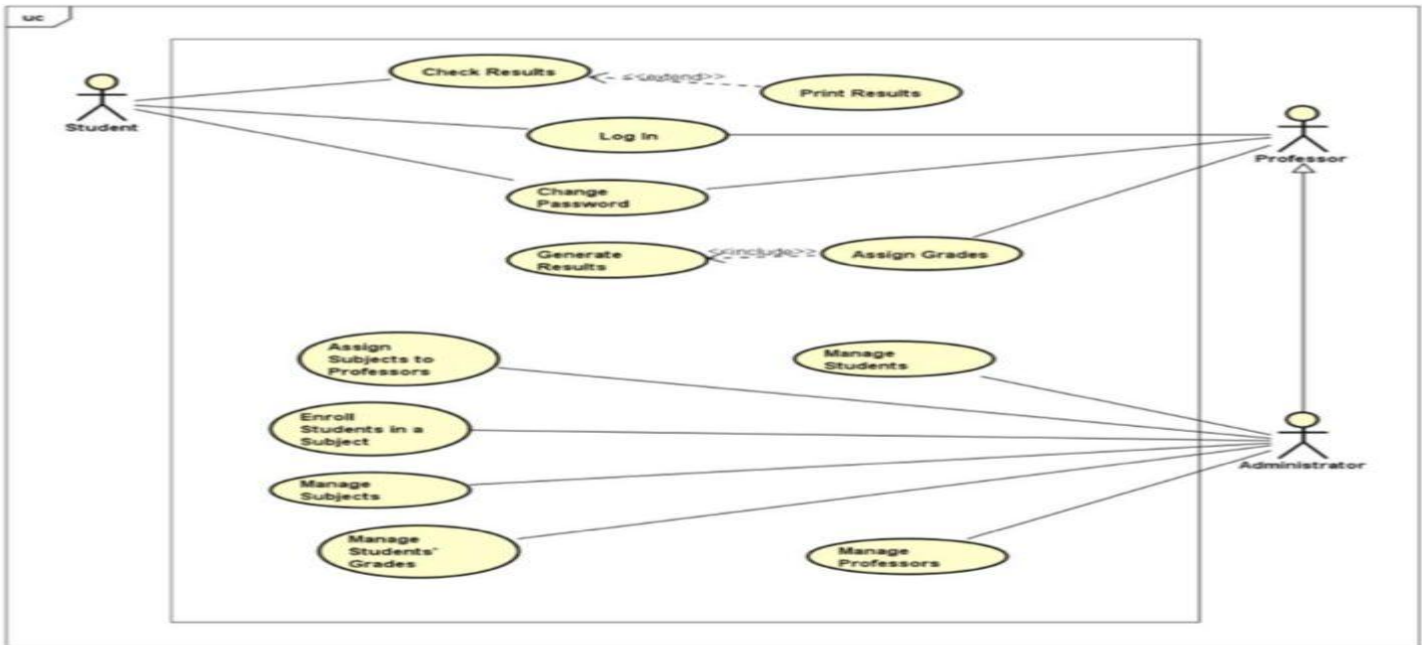 uc
Check Results
<<extend>>
Print Results
Student
Log In
Professor
Change
Password
Generate
Results
<<include>>
Assign Grades
Assign
Subjects to
Professors
Manage
Students
Enroll
Students in a
Subject
Administrator
Manage
Subjects
Manage
Students'
Grades
Manage
Professors